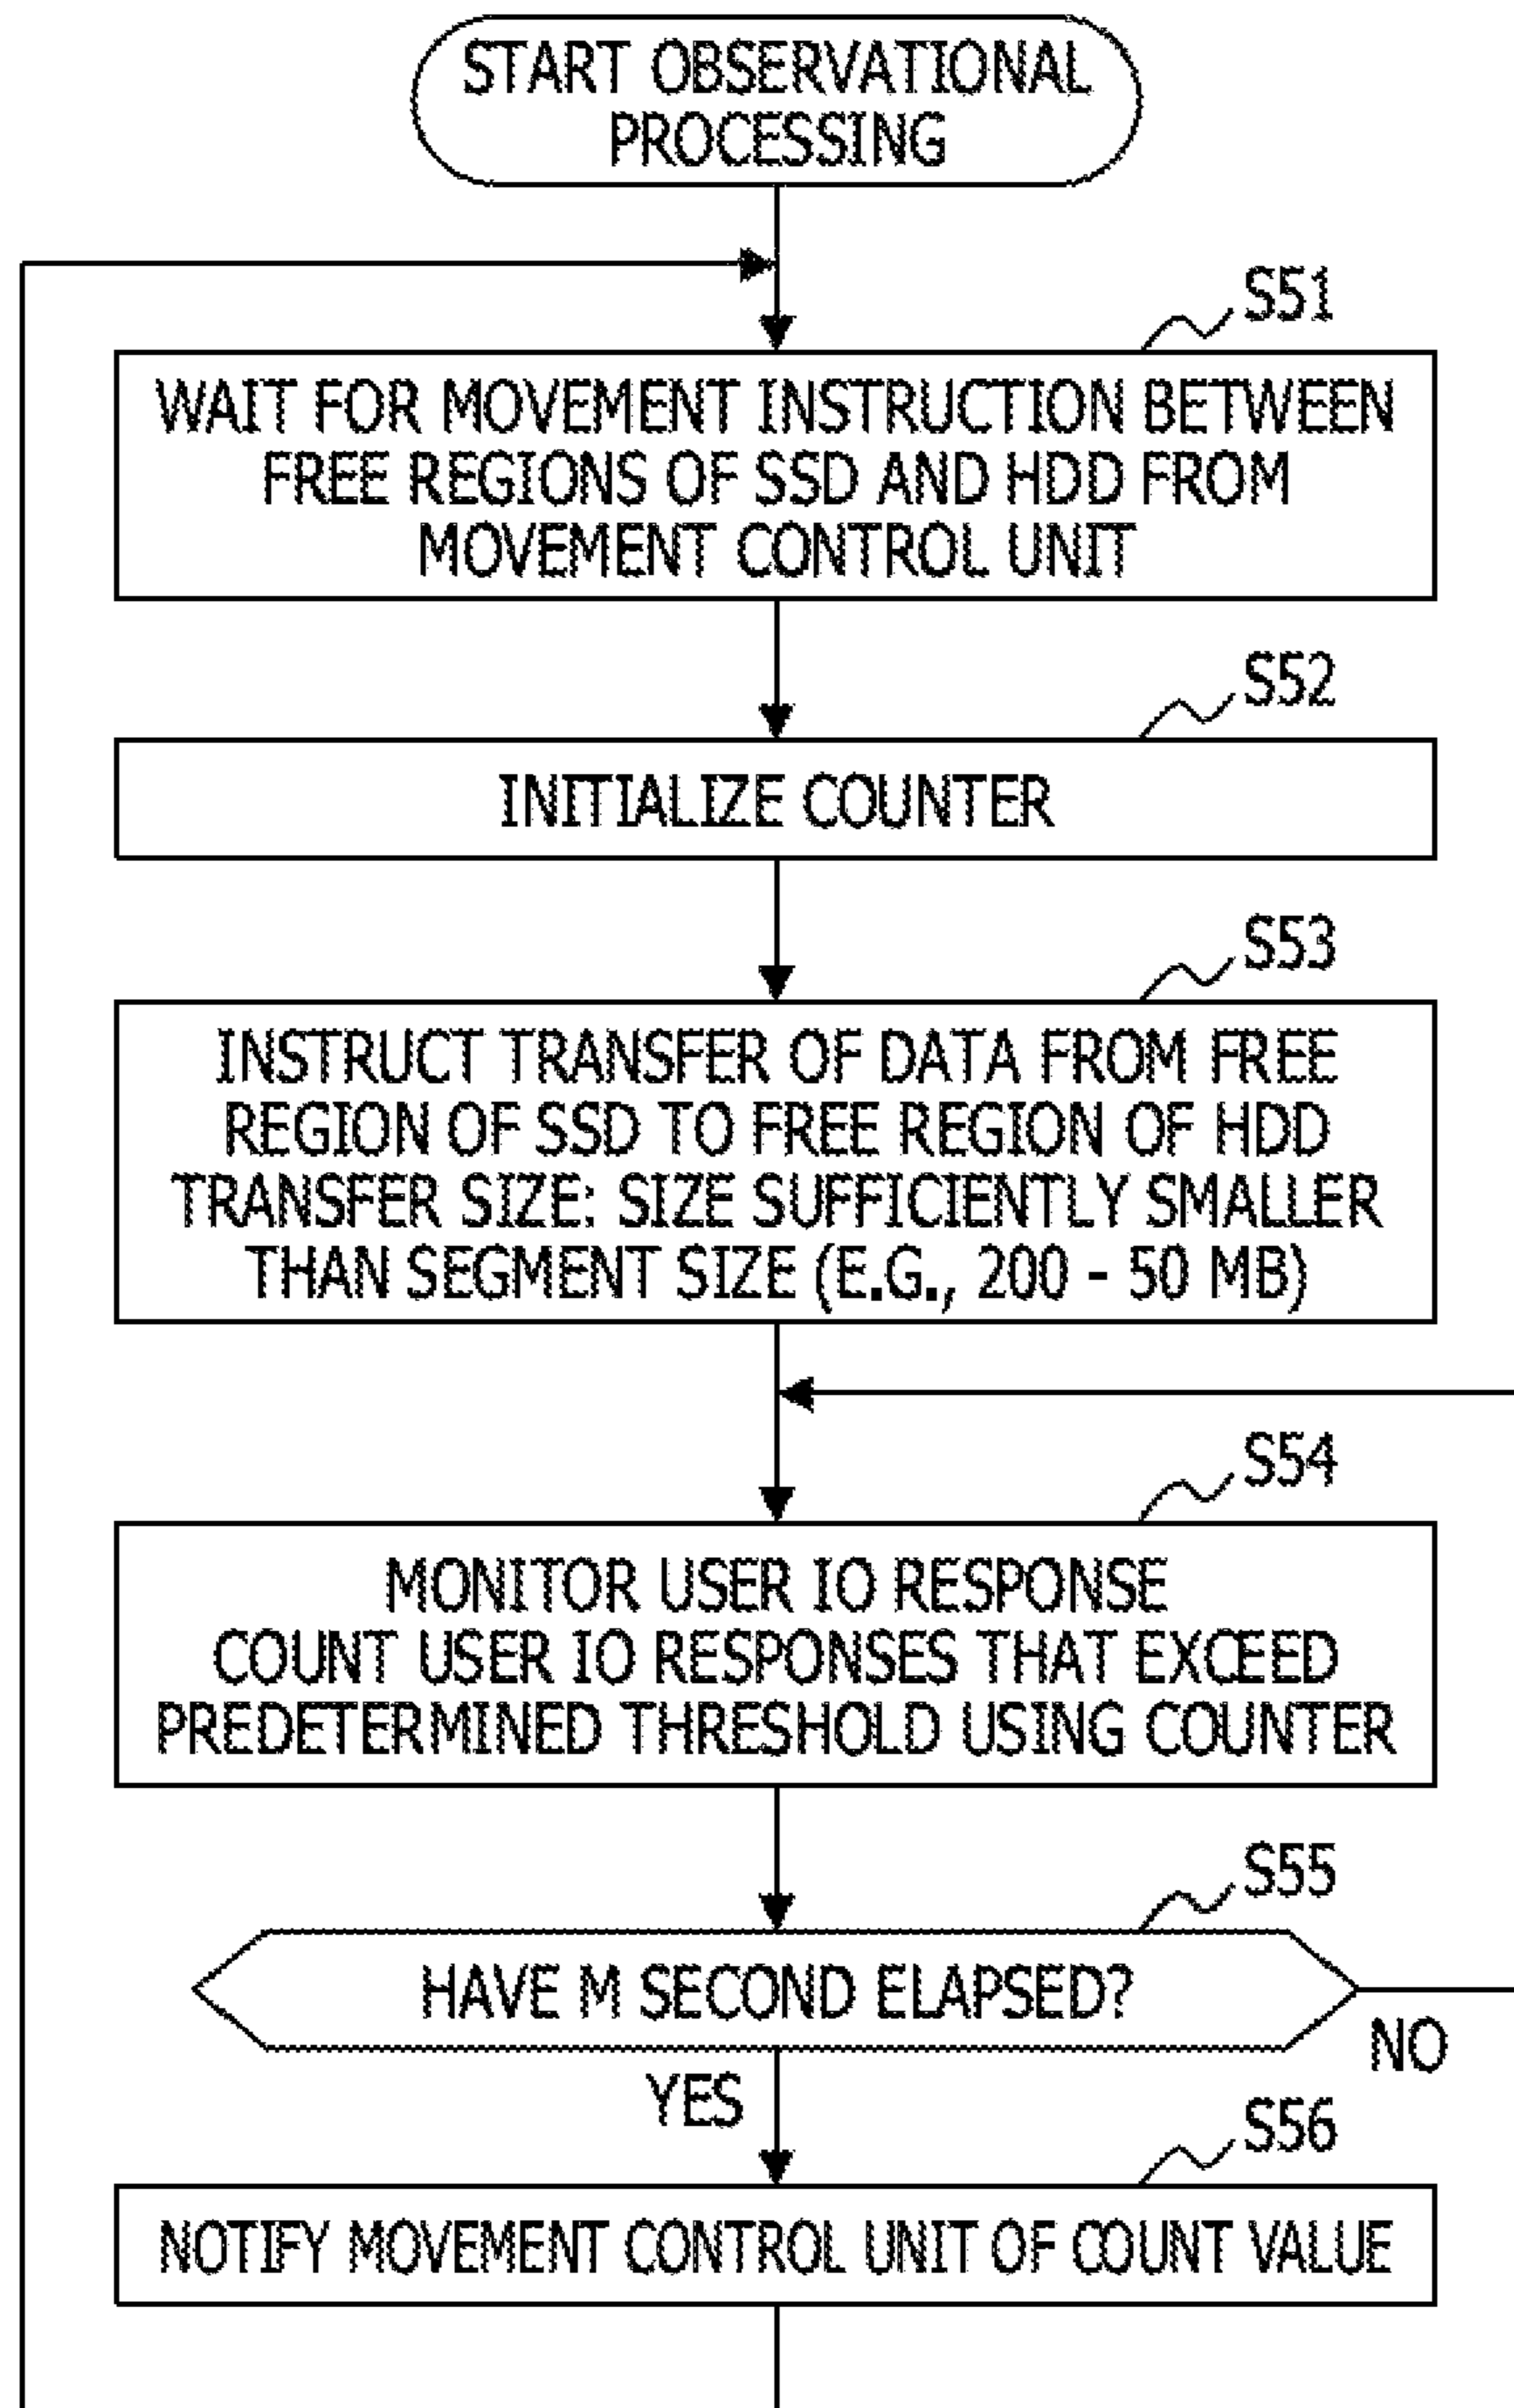 START OBSERVATIONAL
PROCESSING
S51
WAIT FOR MOVEMENT INSTRUCTION BETWEEN
FREE REGIONS OF SSD AND HDD FROM
MOVEMENT CONTROL UNIT
S52
INITIALIZE COUNTER
S53
INSTRUCT TRANSFER OF DATA FROM FREE
REGION OF SSD TO FREE REGION OF HDD
TRANSFER SIZE: SIZE SUFFICIENTLY SMALLER
THAN SEGMENT SIZE (E.G., 200 - 50 MB)
S54
MONITOR USER IO RESPONSE
COUNT USER IO RESPONSES THAT EXCEED
PREDETERMINED THRESHOLD USING COUNTER
S55
HAVE M SECOND ELAPSED?
NO
YES
S56
NOTIFY MOVEMENT CONTROL UNIT OF COUNT VALUE